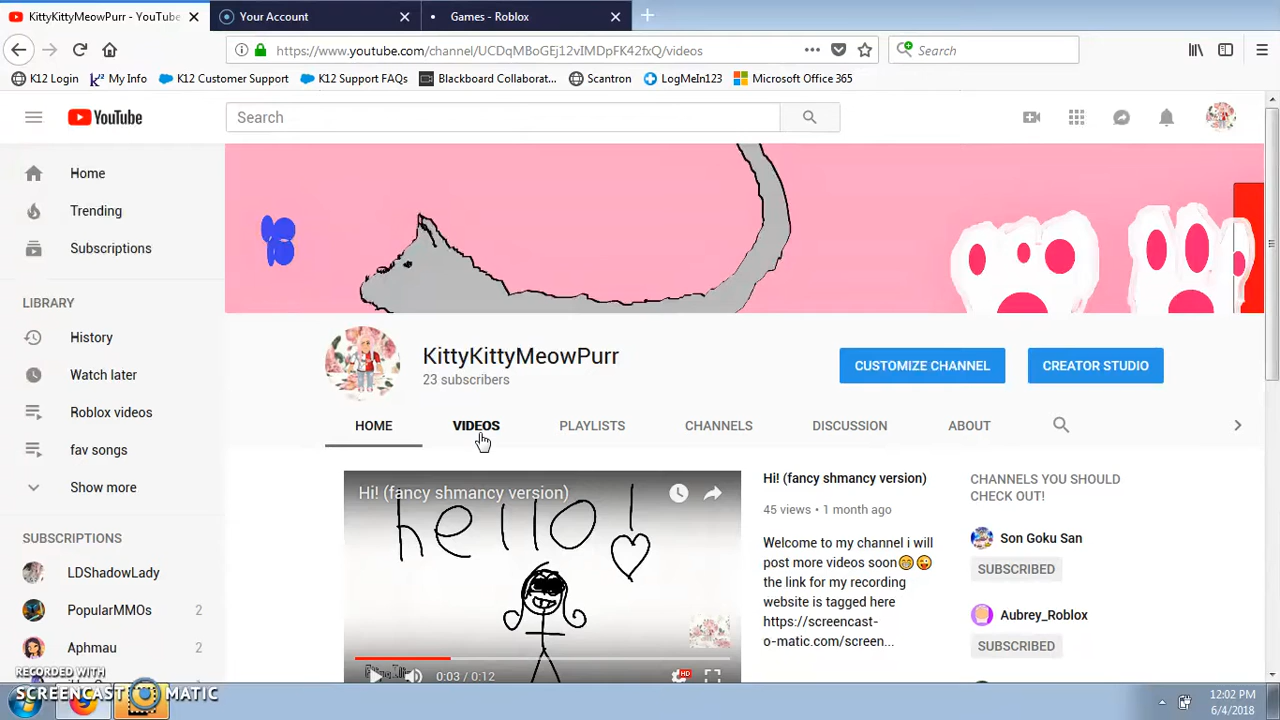 KittyKittyMeowPurr - YouTube
Your Account
Games - Roblox
https://www.youtube.com/channel/UCDqMBoGEj12vIMDpFK42fxQ/videos
Search
K12 Login
My Info
K12 Customer Support
K12 Support FAQs
Blackboard Collaborat...
Scantron
LogMeIn123
Microsoft Office 365
YouTube
Search
Home
Trending
Subscriptions
LIBRARY
History
Watch later
Roblox videos
fav songs
Show more
SUBSCRIPTIONS
LDShadowLady
PopularMMOs 2
Aphmau 2
KittyKittyMeowPurr
23 subscribers
CUSTOMIZE CHANNEL
CREATOR STUDIO
HOME
VIDEOS
PLAYLISTS
CHANNELS
DISCUSSION
ABOUT
Hi! (fancy shmancy version)
hello!
0:03 / 0:12
HD
Hi! (fancy shmancy version)
45 views • 1 month ago
Welcome to my channel i will
post more videos soon😁😜
the link for my recording
website is tagged here
https://screencast-
o-matic.com/screen...
CHANNELS YOU SHOULD
CHECK OUT!
Son Goku San
SUBSCRIBED
Aubrey_Roblox
SUBSCRIBED
RECORDED WITH
SCREENCAST MATIC
12:02 PM
6/4/2018